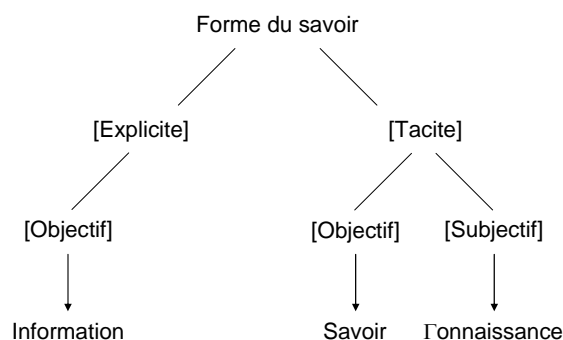 Forme du savoir
[Explicite] [Tacite]
[Objectif] [Objectif] [Subjectif]
Information Savoir Γonnaissance